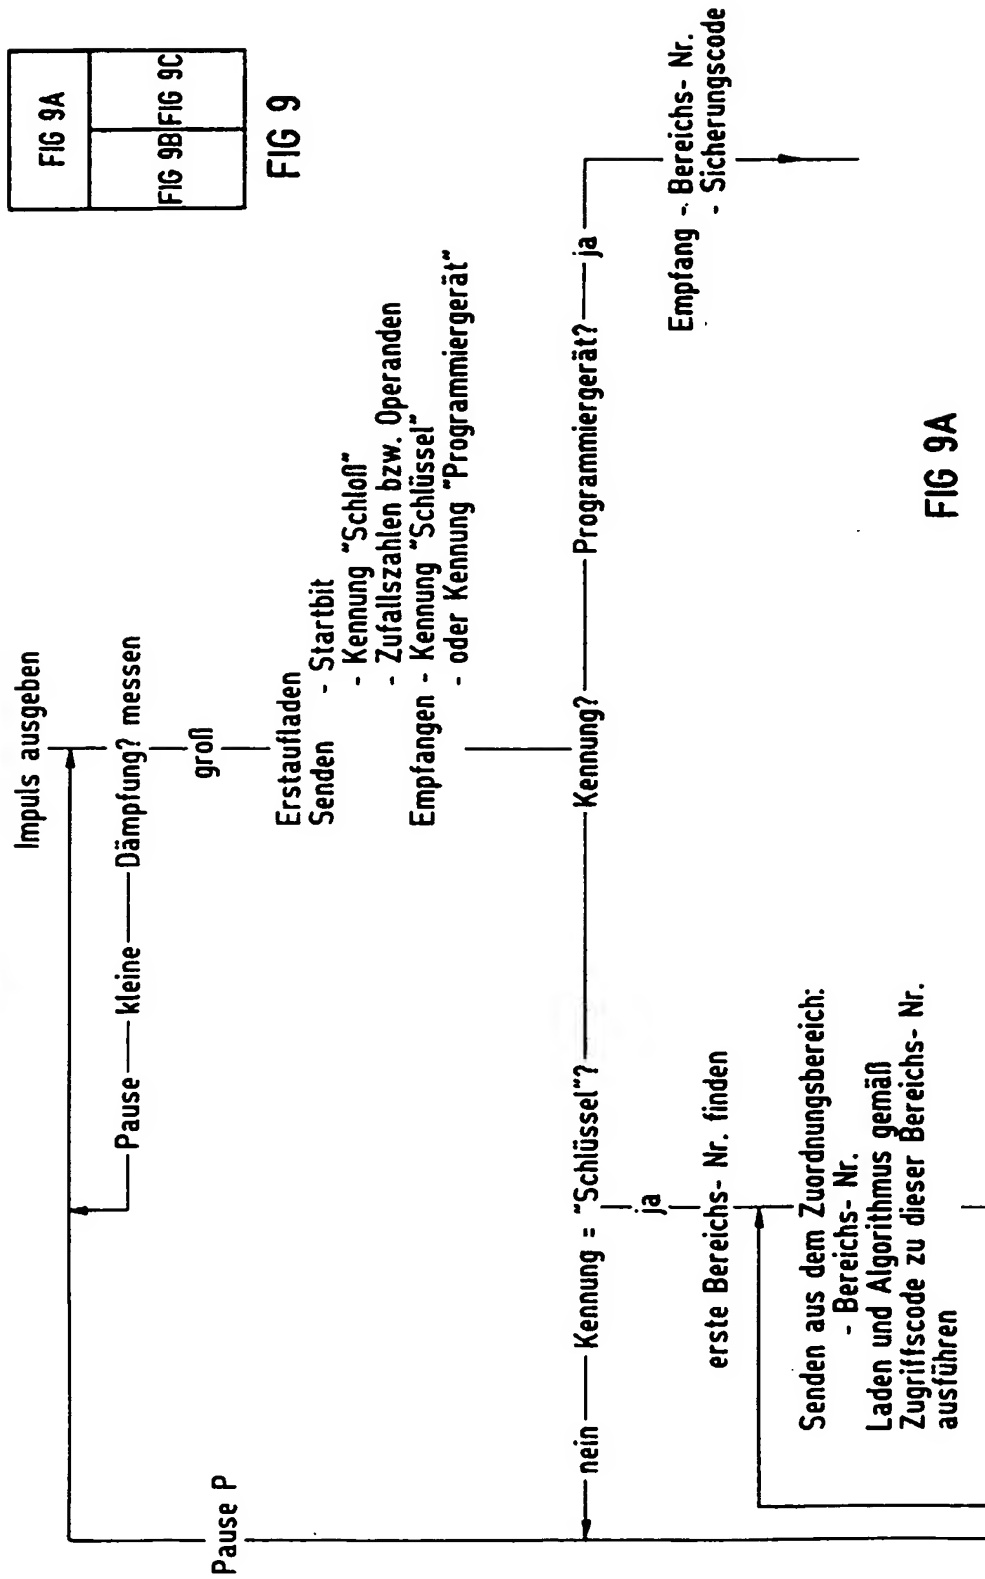 FIG 9A
FIG 9B FIG 9C
FIG 9
Impuls ausgeben
Pause kleine Dämpfung? messen
groß
Pause P
Erstaufladen
Senden - Startbit
- Kennung "Schloß"
- Zufallszahlen bzw. Operanden
Empfangen - Kennung "Schlüssel"
- oder Kennung "Programmiergerät"
nein Kennung = "Schlüssel"? Kennung? Programmiergerät? ja
ja
Empfang - Bereichs- Nr.
- Sicherungscode
erste Bereichs- Nr. finden
Senden aus dem Zuordnungsbereich:
- Bereichs- Nr.
Laden und Algorithmus gemäß
Zugriffscode zu dieser Bereichs- Nr.
ausführen
FIG 9A